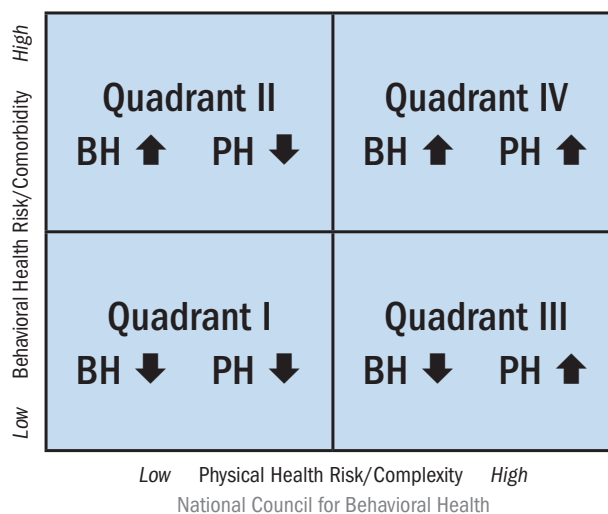 High
Behavioral Health Risk/Comorbidity
Low
Quadrant II
BH PH
Quadrant IV
BH PH
Quadrant I
BH PH
Quadrant III
BH PH
Low Physical Health Risk/Complexity High
National Council for Behavioral Health